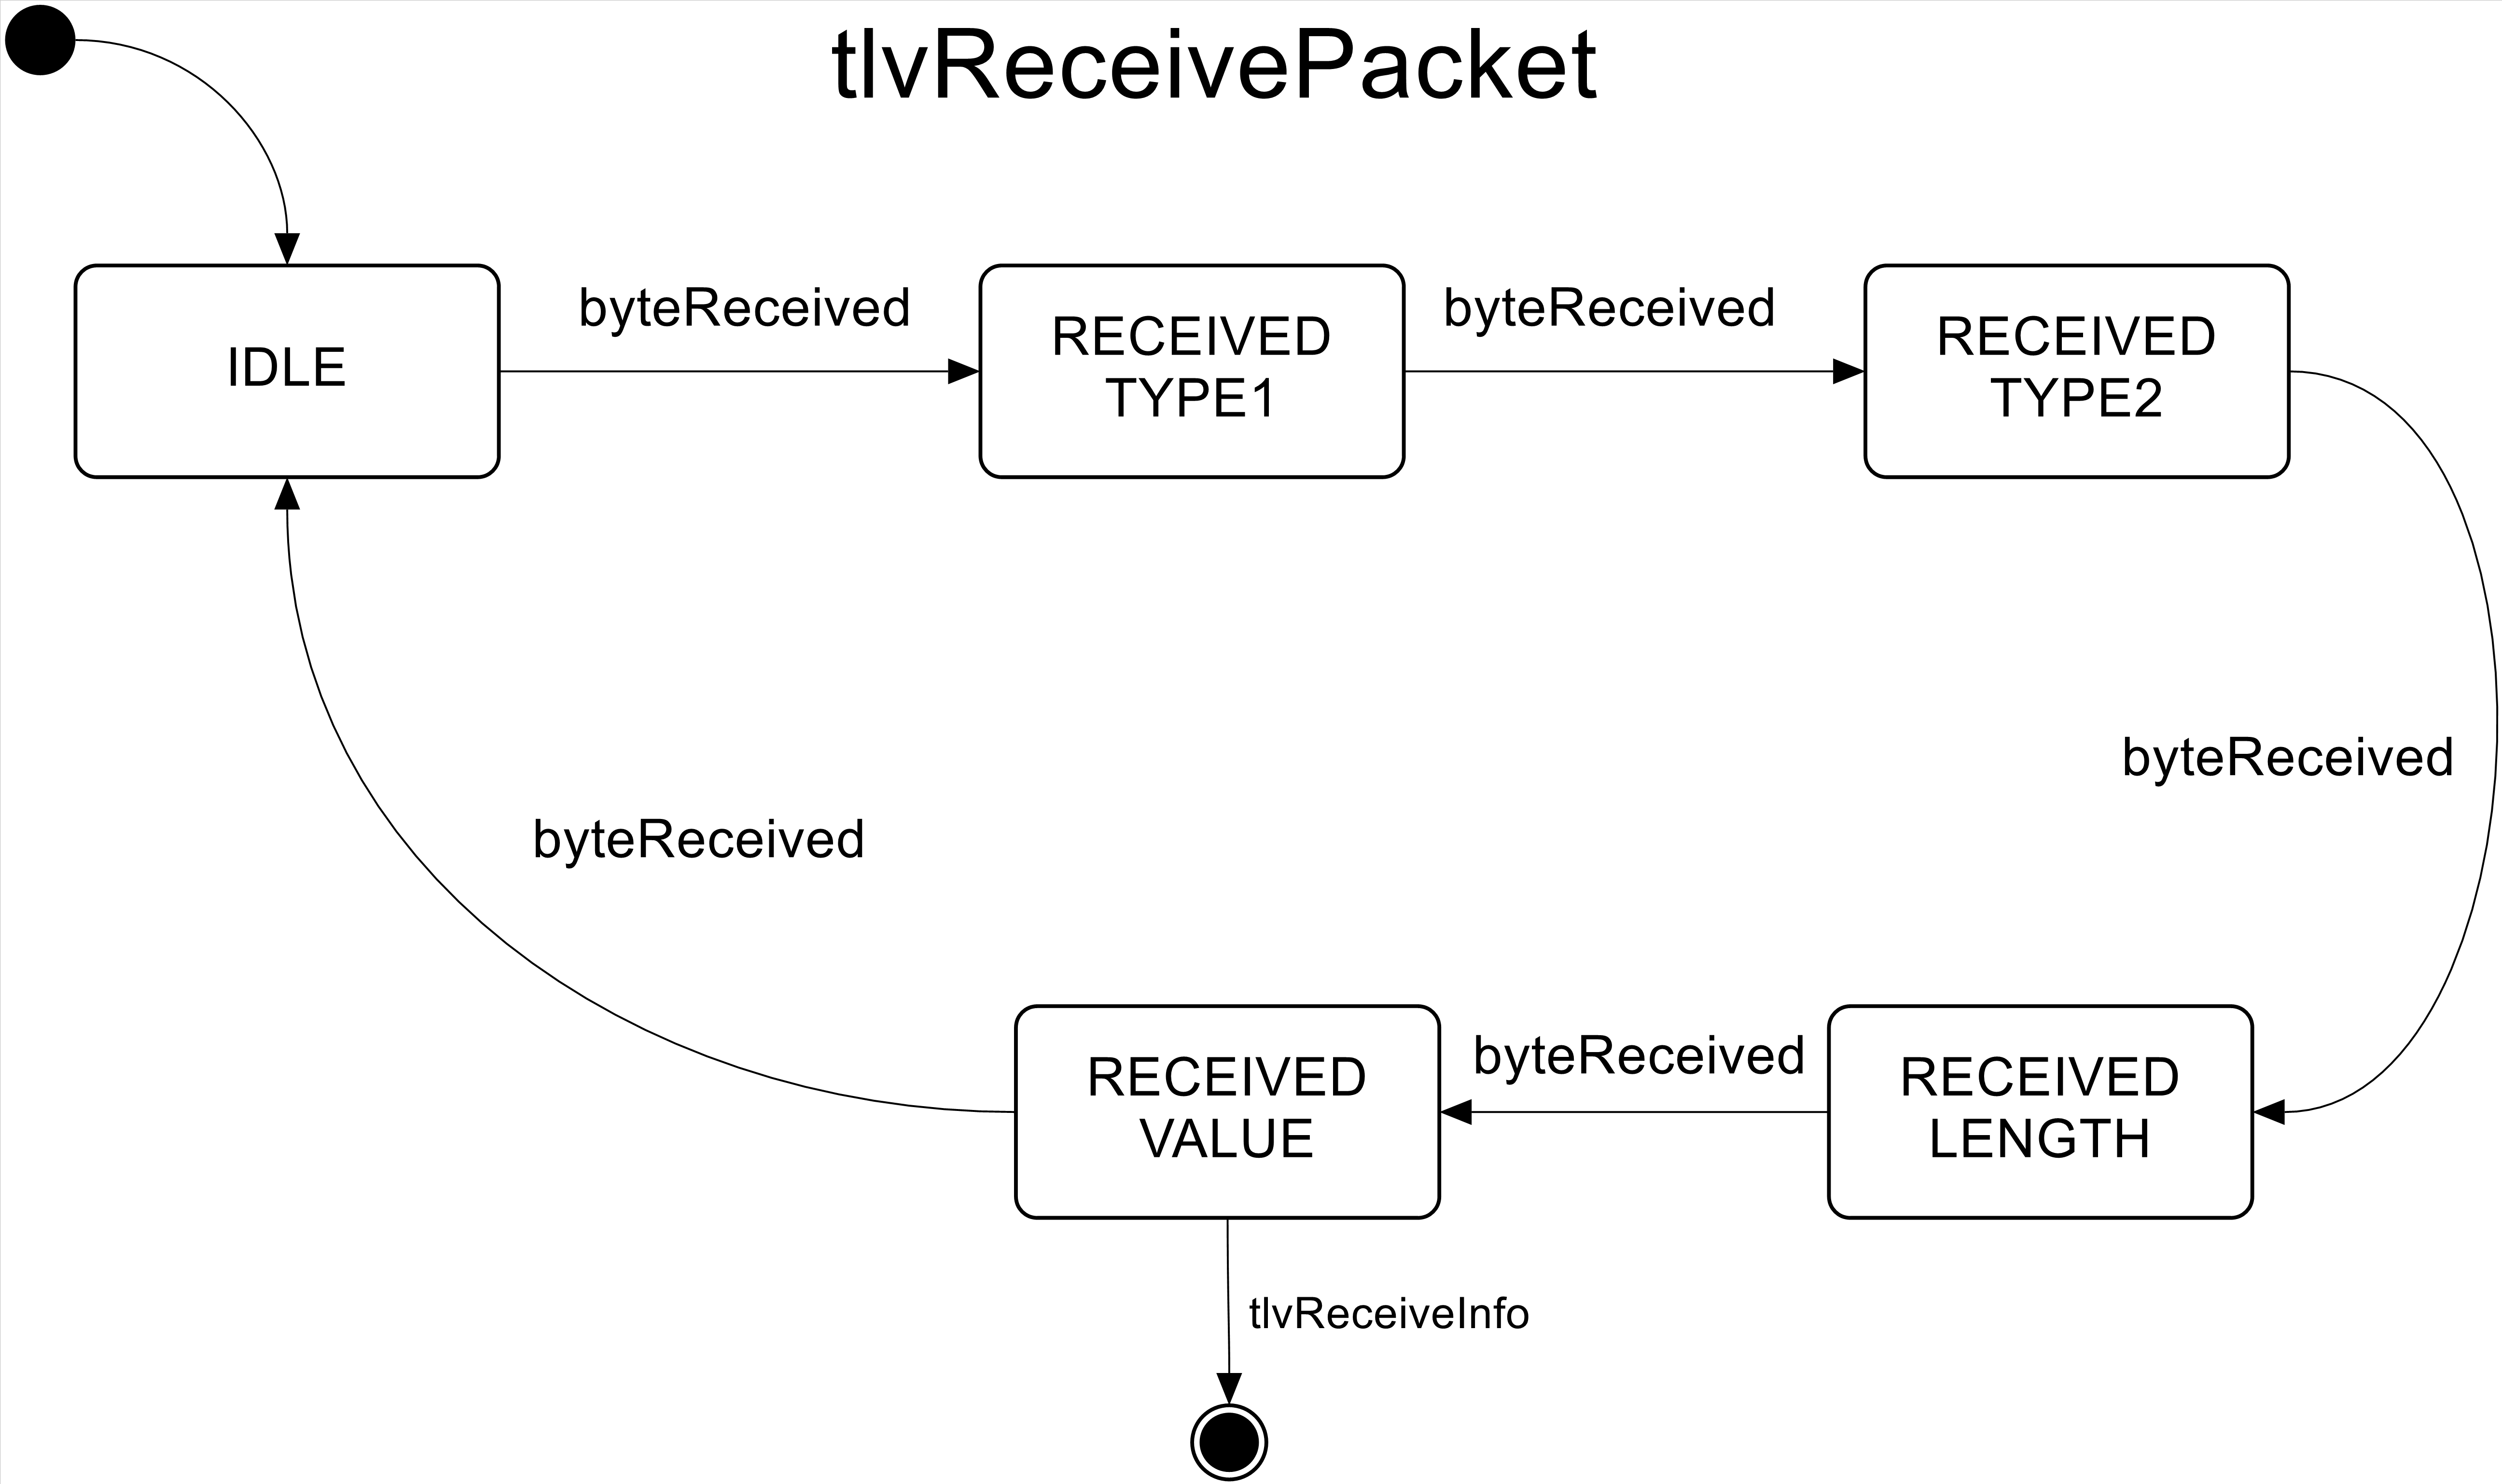 tlvReceivePacket
IDLE
byteReceived
RECEIVED
TYPE1
byteReceived
RECEIVED
TYPE2
byteReceived
byteReceived
RECEIVED
VALUE
byteReceived
RECEIVED
LENGTH
tlvReceiveInfo